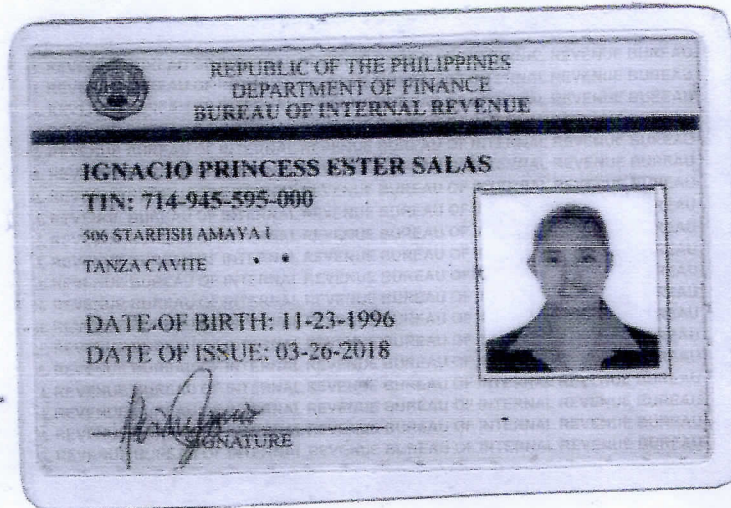 REPUBLIC OF THE PHILIPPINES
DEPARTMENT OF FINANCE
BUREAU OF INTERNAL REVENUE
IGNACIO PRINCESS ESTER SALAS
TIN: 714-945-595-000
506 STARFISH AMAYA I
TANZA CAVITE
DATE OF BIRTH: 11-23-1996
DATE OF ISSUE: 03-26-2018
SIGNATURE